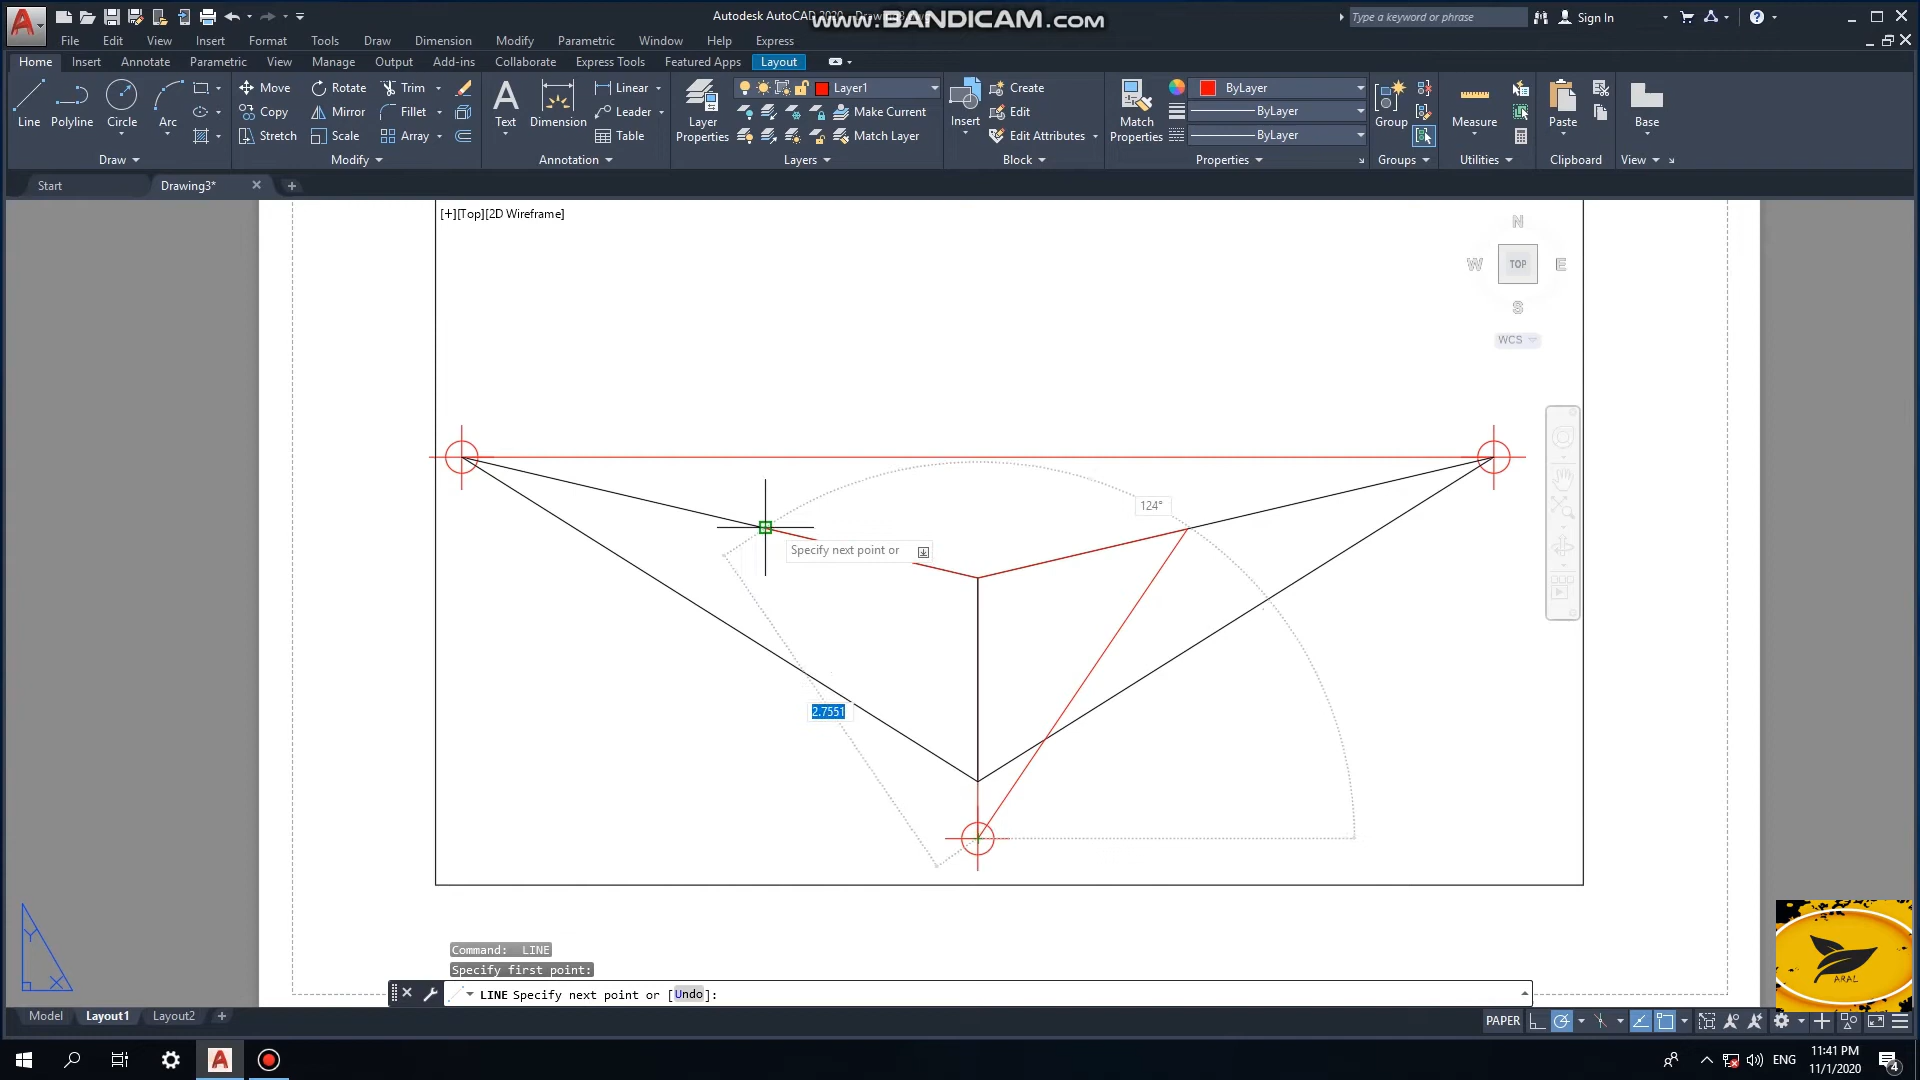 Autodesk AutoCAD 2020 Drawing3.dwg
www.BANDICAM.com
Type a keyword or phrase
Sign In
File Edit View Insert Format Tools Draw Dimension Modify Parametric Window Help Express
Home Insert Annotate Parametric View Manage Output Add-ins Collaborate Express Tools Featured Apps Layout
Line Polyline Circle Arc
Move Rotate Trim
Copy Mirror Fillet
Stretch Scale Array
Text Dimension
Linear
Leader
Table
Layer Properties
Layer1
Make Current
Match Layer
Insert
Create
Edit
Edit Attributes
Match Properties
ByLayer
ByLayer
ByLayer
Group
Measure
Paste
Base
Draw Modify Annotation Layers Block Properties Groups Utilities Clipboard View
Start Drawing3*
[+][Top][2D Wireframe]
N
W TOP E
S
WCS
124°
Specify next point or
2.7551
Y
X
ARAL
Command: LINE
Specify first point:
LINE Specify next point or [Undo]:
Model Layout1 Layout2
PAPER
ENG
11:41 PM
11/1/2020
4